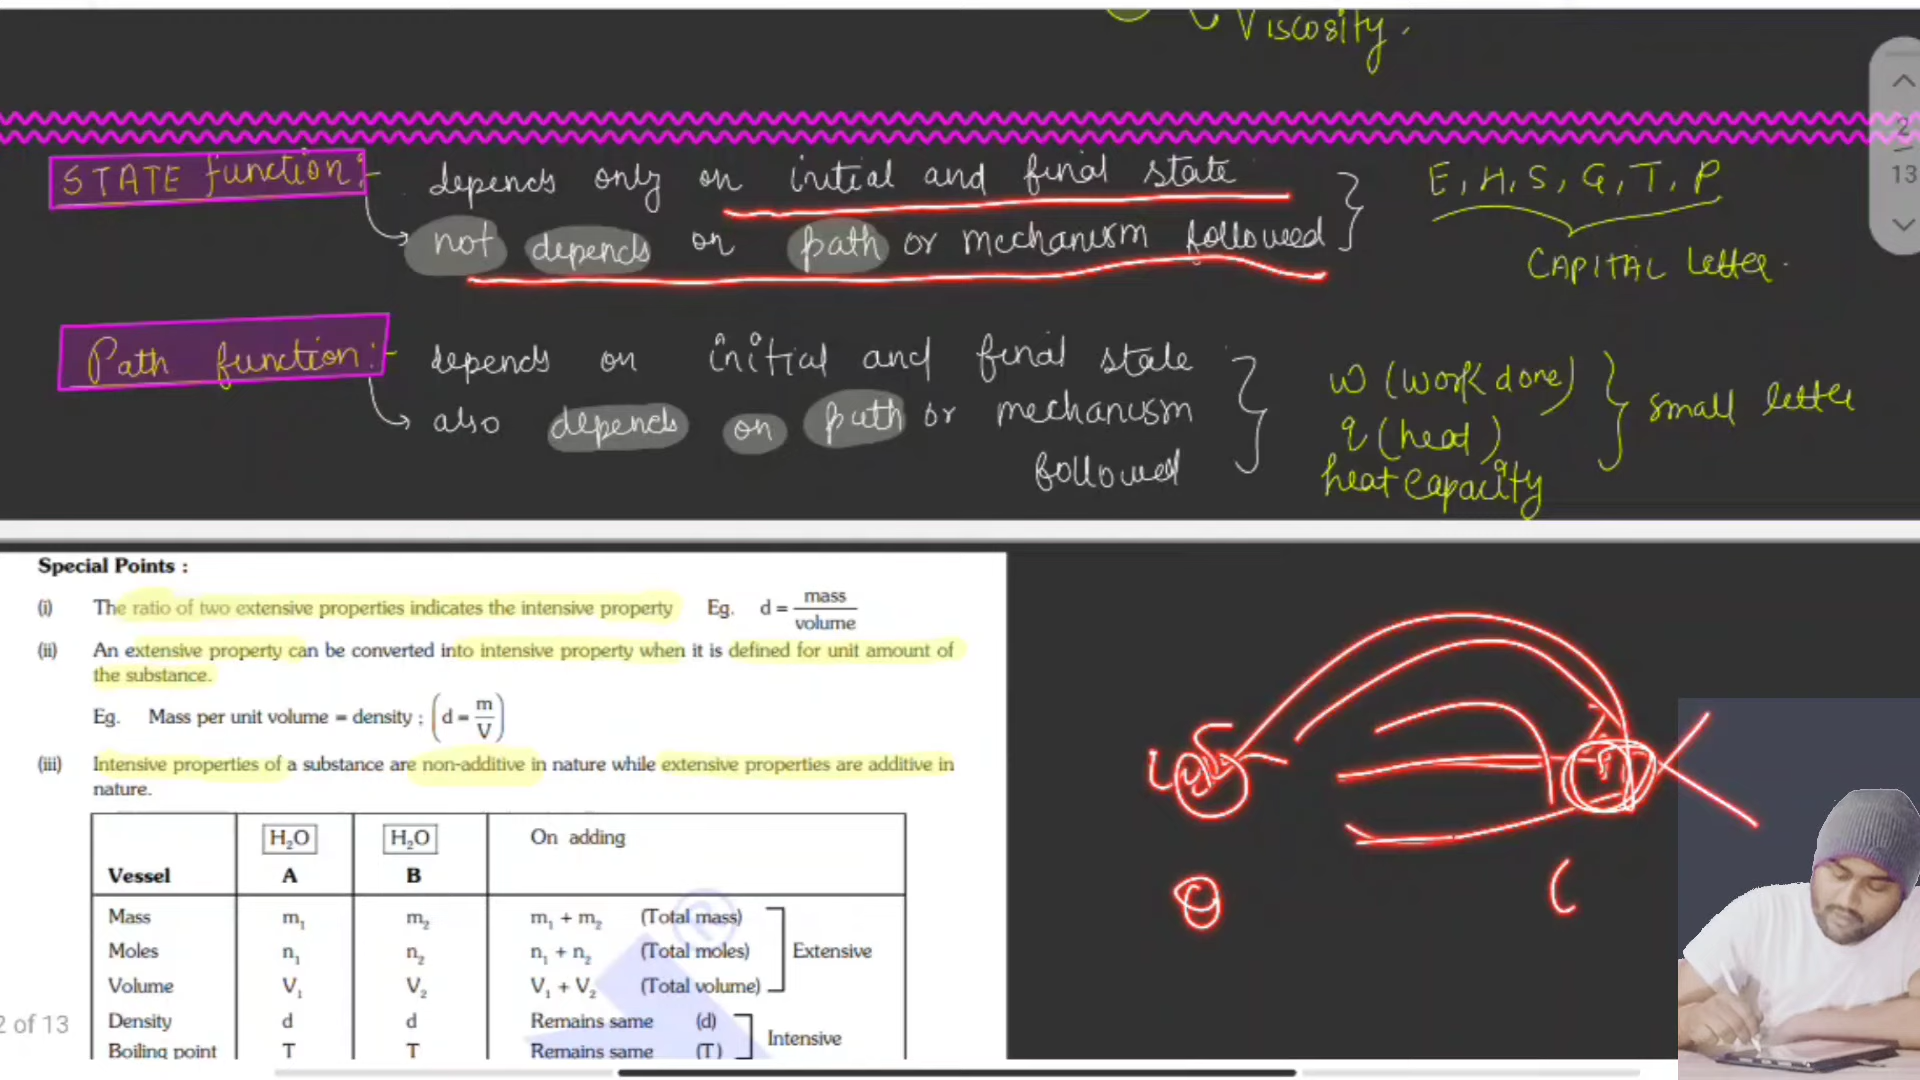 Viscosity.
STATE function:- depends only on initial and final state
not depends on path or mechanism followed
E, H, S, G, T, P
CAPITAL letter.
Path function:- depends on initial and final state
also depends on path or mechanism
followed
w (work done)
q (heat)
heat capacity
small letter
2
13
Special Points :
(i) The ratio of two extensive properties indicates the intensive property Eg. d = mass / volume
(ii) An extensive property can be converted into intensive property when it is defined for unit amount of
the substance.
Eg. Mass per unit volume = density ; (d = m/V)
(iii) Intensive properties of a substance are non-additive in nature while extensive properties are additive in
nature.
H₂O H₂O On adding
Vessel A B
Mass m₁ m₂ m₁ + m₂ (Total mass)
Moles n₁ n₂ n₁ + n₂ (Total moles) Extensive
Volume V₁ V₂ V₁ + V₂ (Total volume)
Density d d Remains same (d)
Intensive
Boiling point T T Remains same (T)
2 of 13
®